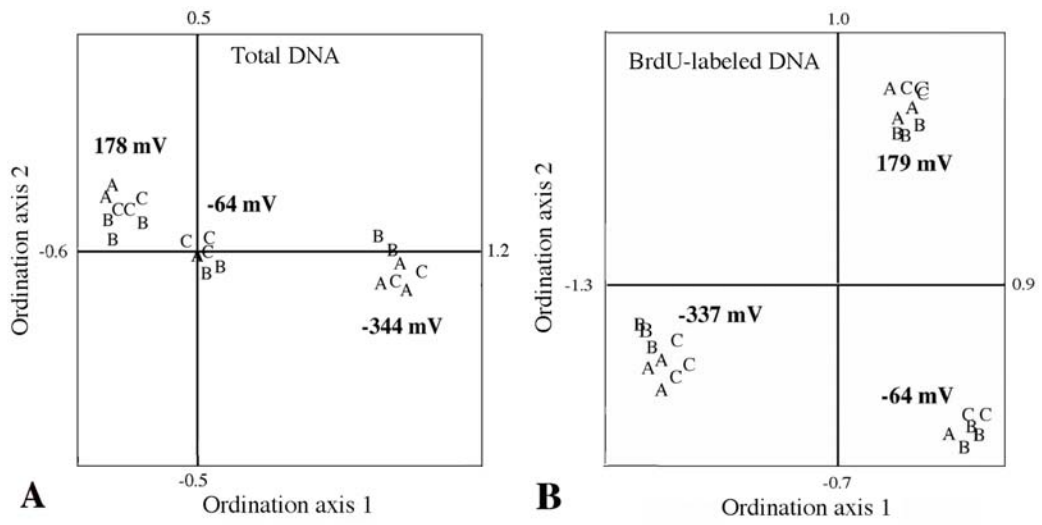 0.5
Total DNA
178 mV
A
A
C
C C
B
B
B
-64 mV
C
C
C
A
B
B
B
B
A
C
A
C
A
-344 mV
-0.6
1.2
-0.5
Ordination axis 2
Ordination axis 1
A
1.0
BrdU-labeled DNA
A C C
C
A
A
B
B
B
179 mV
-1.3
0.9
-337 mV
B
B
B
C
A
A
C
C
A
-64 mV
C C
B
A
B
B
-0.7
Ordination axis 2
Ordination axis 1
B